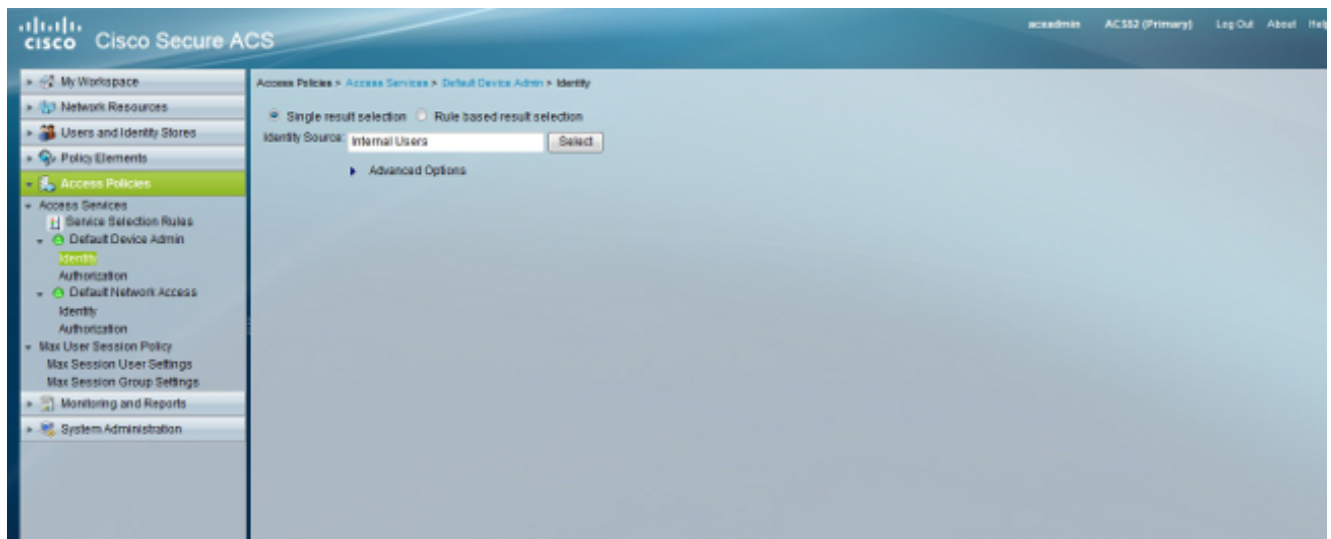 CISCO Cisco Secure ACS
acsadmin ACS52 (Primary) Log Out About Help
My Workspace
Network Resources
Users and Identity Stores
Policy Elements
Access Policies
Access Services
Service Selection Rules
Default Device Admin
Identity
Authorization
Default Network Access
Identity
Authorization
Max User Session Policy
Max Session User Settings
Max Session Group Settings
Monitoring and Reports
System Administration
Access Policies > Access Services > Default Device Admin > Identity
Single result selection Rule based result selection
Identity Source: Internal Users Select
Advanced Options